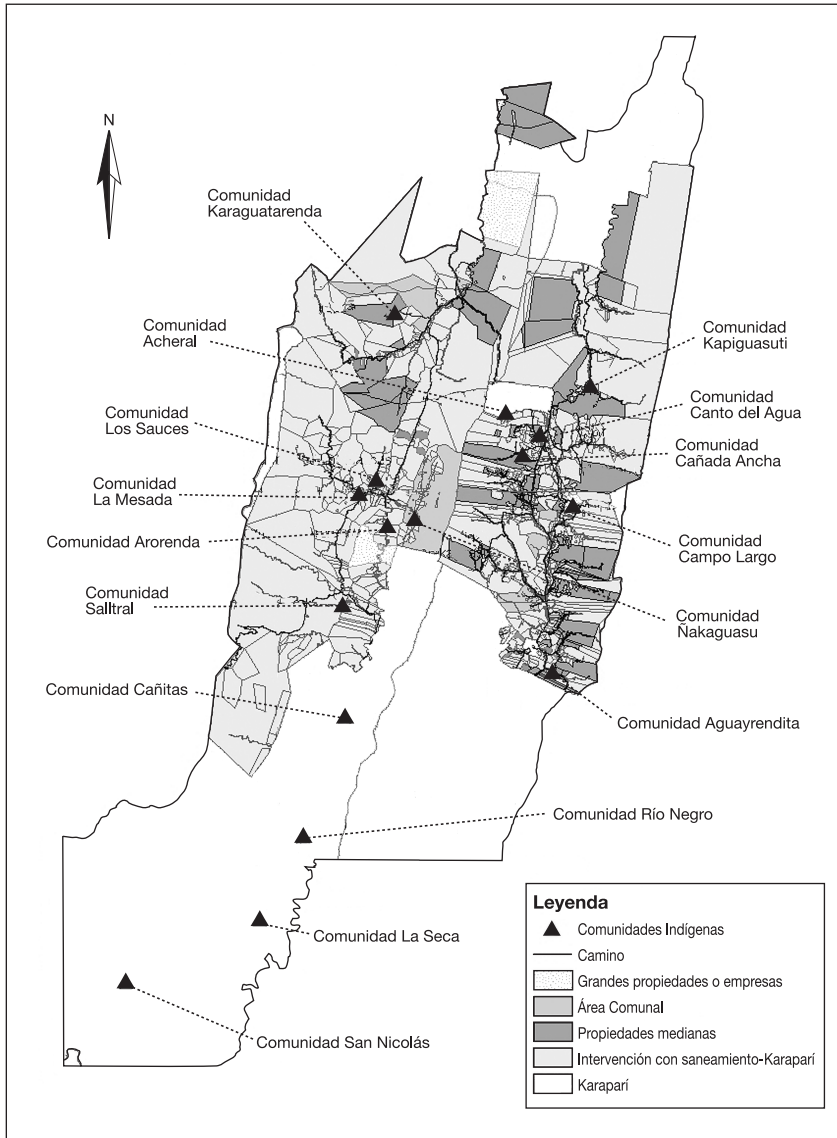 N
Comunidad
Karaguatarenda
Comunidad
Acheral
Comunidad
Los Sauces
Comunidad
La Mesada
Comunidad Arorenda
Comunidad
Salltral
Comunidad Cañitas
Comunidad
Kapiguasuti
Comunidad
Canto del Agua
Comunidad
Cañada Ancha
Comunidad
Campo Largo
Comunidad
Ñakaguasu
Comunidad Aguayrendita
Comunidad Río Negro
Comunidad La Seca
Comunidad San Nicolás
Leyenda
Comunidades Indígenas
Camino
Grandes propiedades o empresas
Área Comunal
Propiedades medianas
Intervención con saneamiento-Karaparí
Karaparí